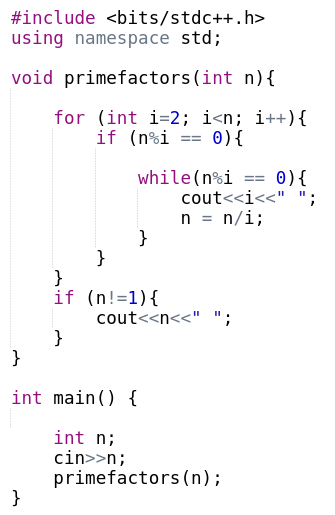 #include <bits/stdc++.h>
using namespace std;

void primefactors(int n){

    for (int i=2; i<n; i++){
        if (n%i == 0){

            while(n%i == 0){
                cout<<i<<" ";
                n = n/i;
            }
        }
    }
    if (n!=1){
        cout<<n<<" ";
    }
}

int main() {

    int n;
    cin>>n;
    primefactors(n);
}